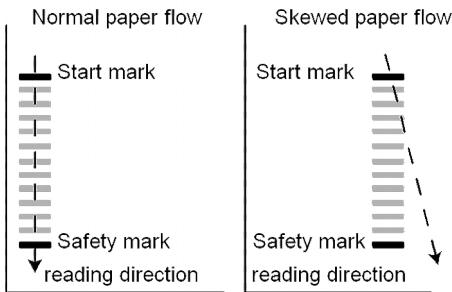 Normal paper flow
Start mark
Safety mark
reading direction
Skewed paper flow
Start mark
Safety mark
reading direction